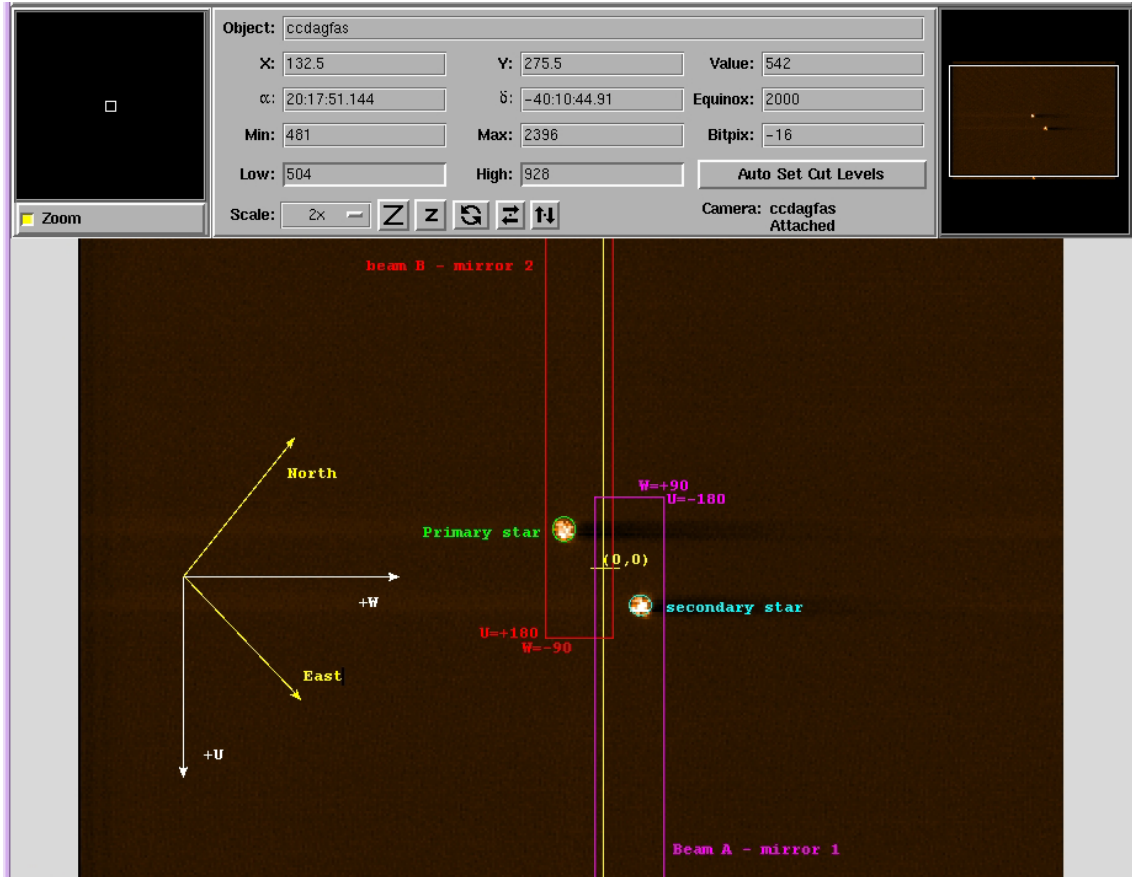 Object: ccdagfas
X: 132.5 Y: 275.5 Value: 542
α: 20:17:51.144 δ: -40:10:44.91 Equinox: 2000
Min: 481 Max: 2396 Bitpix: -16
Low: 504 High: 928 Auto Set Cut Levels
Zoom Scale: 2x Z z Camera: ccdagfas
Attached
beam B - mirror 2
North
W=+90
U=-180
Primary star
(0,0)
+W
secondary star
U=+180
W=-90
East
+U
Beam A - mirror 1